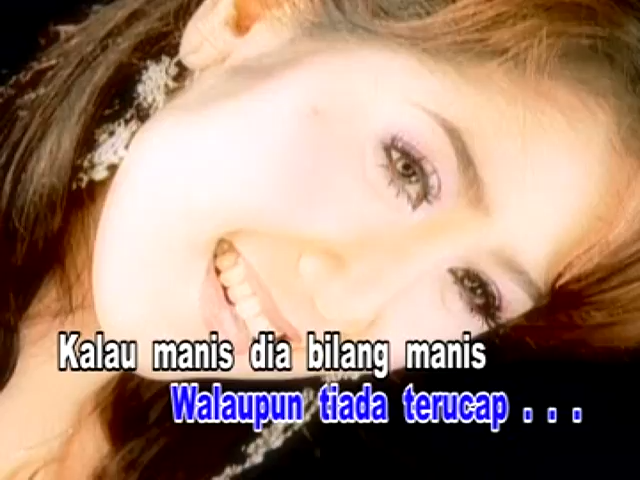 Kalau manis dia bilang manis
Walaupun tiada terucap . . .